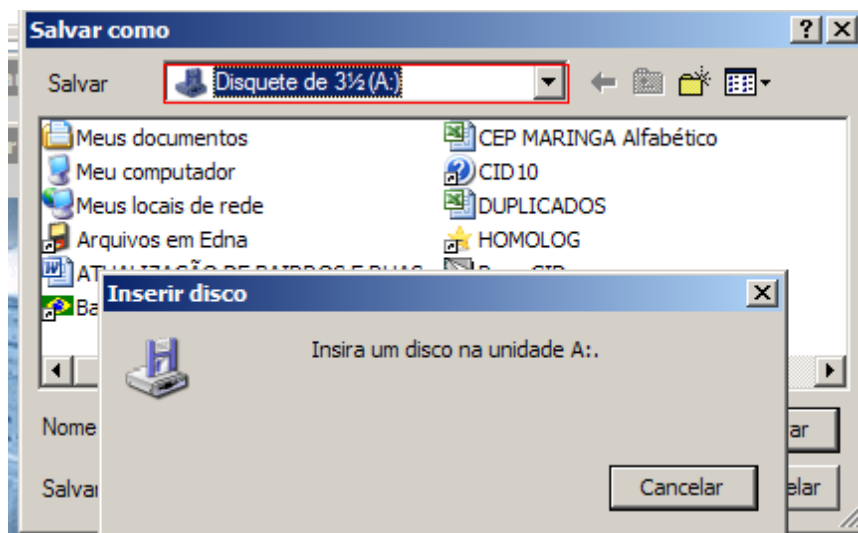 Salvar como
Salvar
Disquete de 3½ (A:)
Meus documentos
Meu computador
Meus locais de rede
Arquivos em Edna
CEP MARINGA Alfabético
CID10
DUPLICADOS
HOMOLOG
Inserir disco
Insira um disco na unidade A:.
Nome
Cancelar